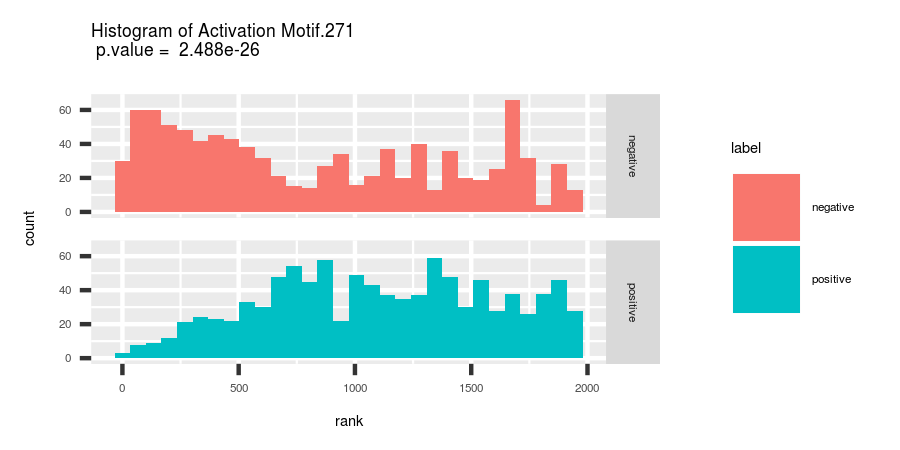 Histogram of Activation Motif.271
p.value = 2.488e-26
count
60
40
20
0
negative
60
40
20
0
positive
0
500
1000
1500
2000
rank
label
negative
positive